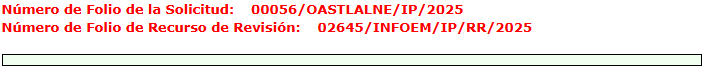 Número de Folio de la Solicitud: 00056/OASTLALNE/IP/2025
Número de Folio de Recurso de Revisión: 02645/INFOEM/IP/RR/2025